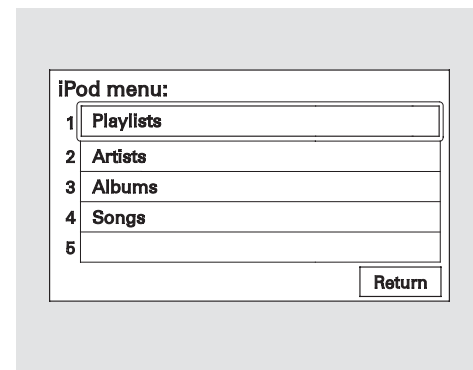 iPod menu:
1 Playlists
2 Artists
3 Albums
4 Songs
5
Return